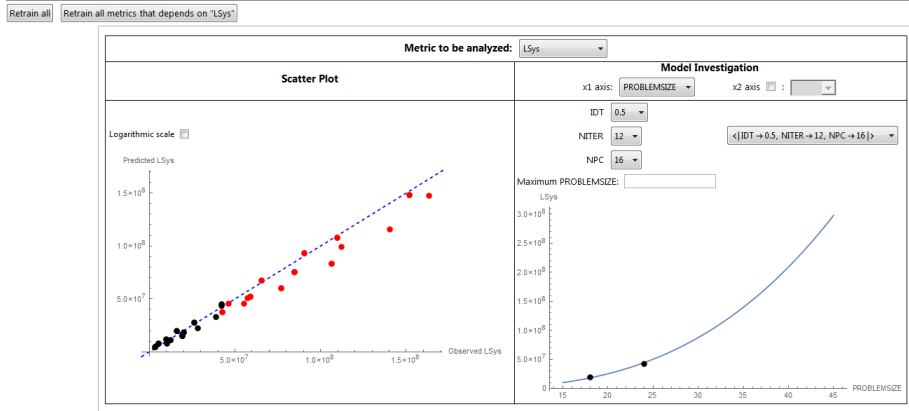 Retrain all Retrain all metrics that depends on "LSys"
Metric to be analyzed: LSys
Scatter Plot
Model Investigation
x1 axis: PROBLEMSIZE x2 axis :
Logarithmic scale
IDT 0.5
NITER 12 <|IDT→0.5, NITER→12, NPC→16|>
NPC 16
Maximum PROBLEMSIZE:
Predicted LSys
1.5×10^8
1.0×10^8
5.0×10^7
5.0×10^7 1.0×10^8 1.5×10^8 Observed LSys
LSys
3.0×10^8
2.5×10^8
2.0×10^8
1.5×10^8
1.0×10^8
5.0×10^7
0
15 20 25 30 35 40 45 PROBLEMSIZE